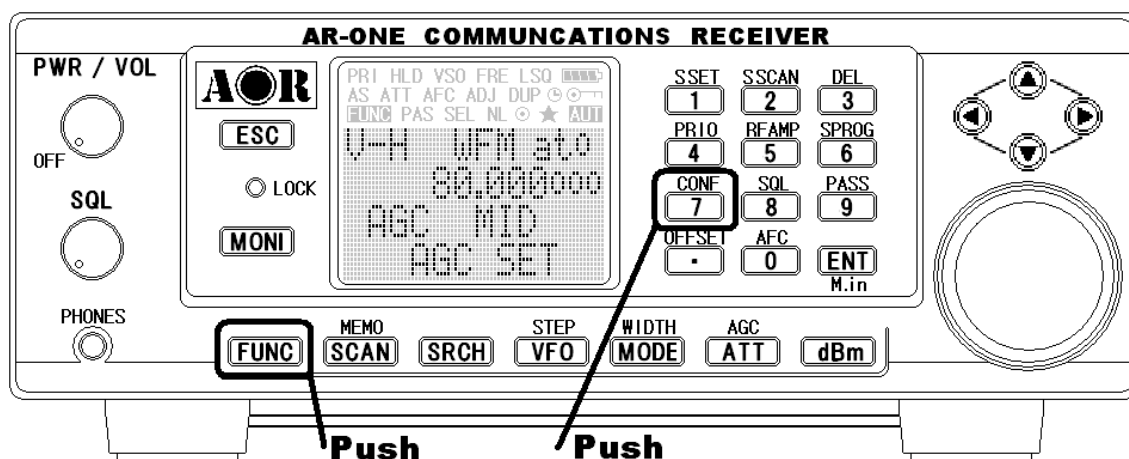 AR-ONE COMMUNCATIONS RECEIVER
PWR / VOL
OFF
SQL
PHONES
AOR
ESC
LOCK
MONI
PRI HLD VSO FRE LSQ
AS ATT AFC ADJ DUP
FUNC PAS SEL NL AUT
V-H WFM ato
80.000000
AGC MID
AGC SET
SSET SSCAN DEL
1 2 3
PRIO RFAMP SPROG
4 5 6
CONF SQL PASS
7 8 9
OFFSET AFC
. 0 ENT
M.in
MEMO STEP WIDTH AGC
FUNC SCAN SRCH VFO MODE ATT dBm
Push Push